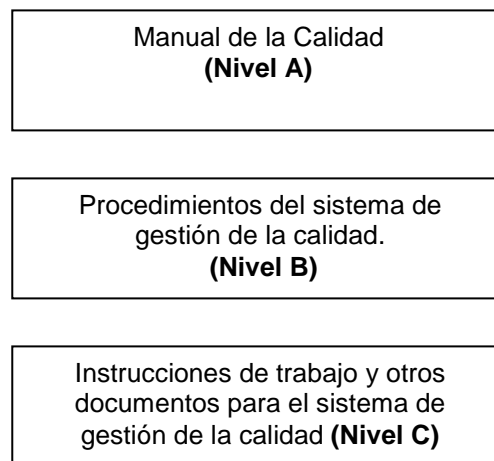 Manual de la Calidad
(Nivel A)
Procedimientos del sistema de
gestión de la calidad.
(Nivel B)
Instrucciones de trabajo y otros
documentos para el sistema de
gestión de la calidad (Nivel C)